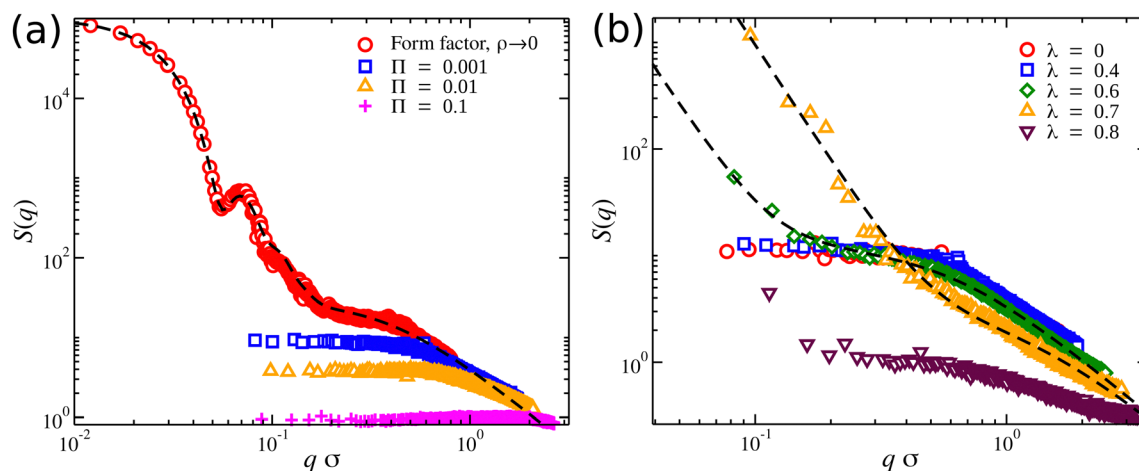 (a)
Form factor, ρ→0
Π = 0.001
Π = 0.01
Π = 0.1
S(q)
10^4
10^2
10^0
10^-2
10^-1
10^0
q σ
(b)
λ = 0
λ = 0.4
λ = 0.6
λ = 0.7
λ = 0.8
S(q)
10^2
10^0
10^-1
10^0
q σ